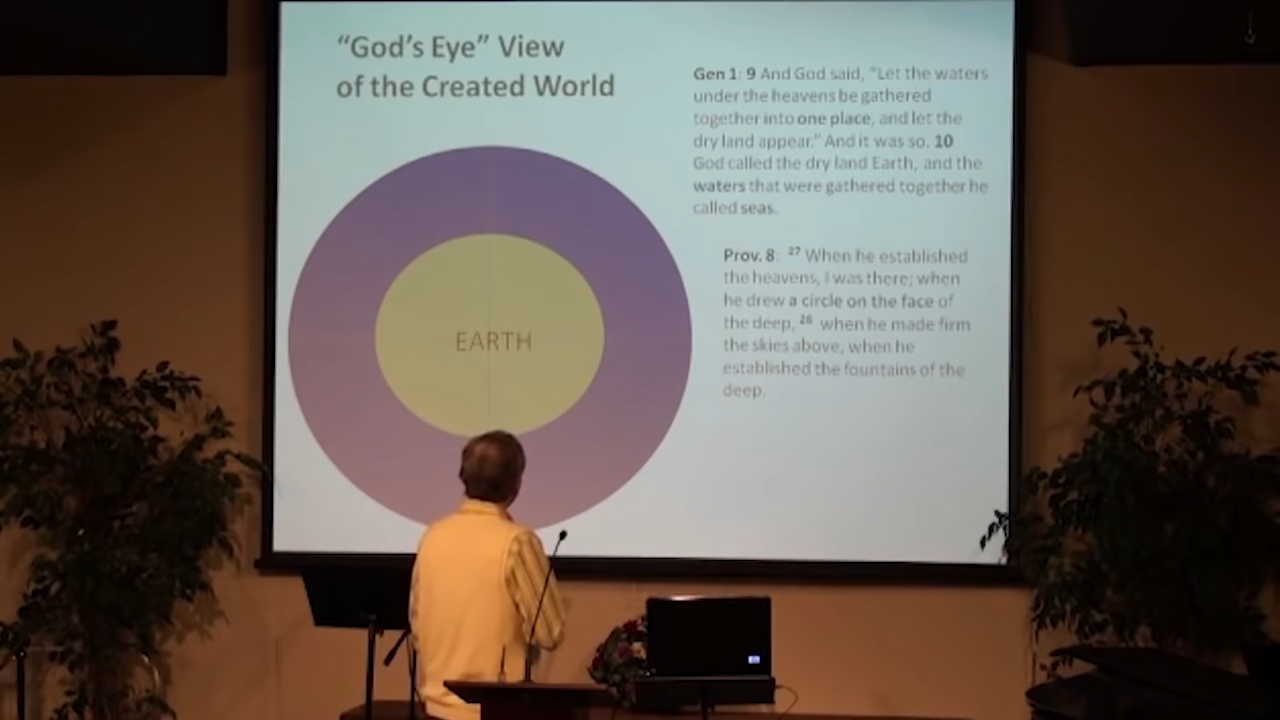 “God’s Eye” View
of the Created World
Gen 1: 9 And God said, "Let the waters
under the heavens be gathered
together into one place, and let the
dry land appear." And it was so. 10
God called the dry land Earth, and the
waters that were gathered together he
called seas.
Prov. 8: 27 When he established
the heavens, I was there; when
he drew a circle on the face of
the deep, 28 when he made firm
the skies above, when he
established the fountains of the
deep.
EARTH